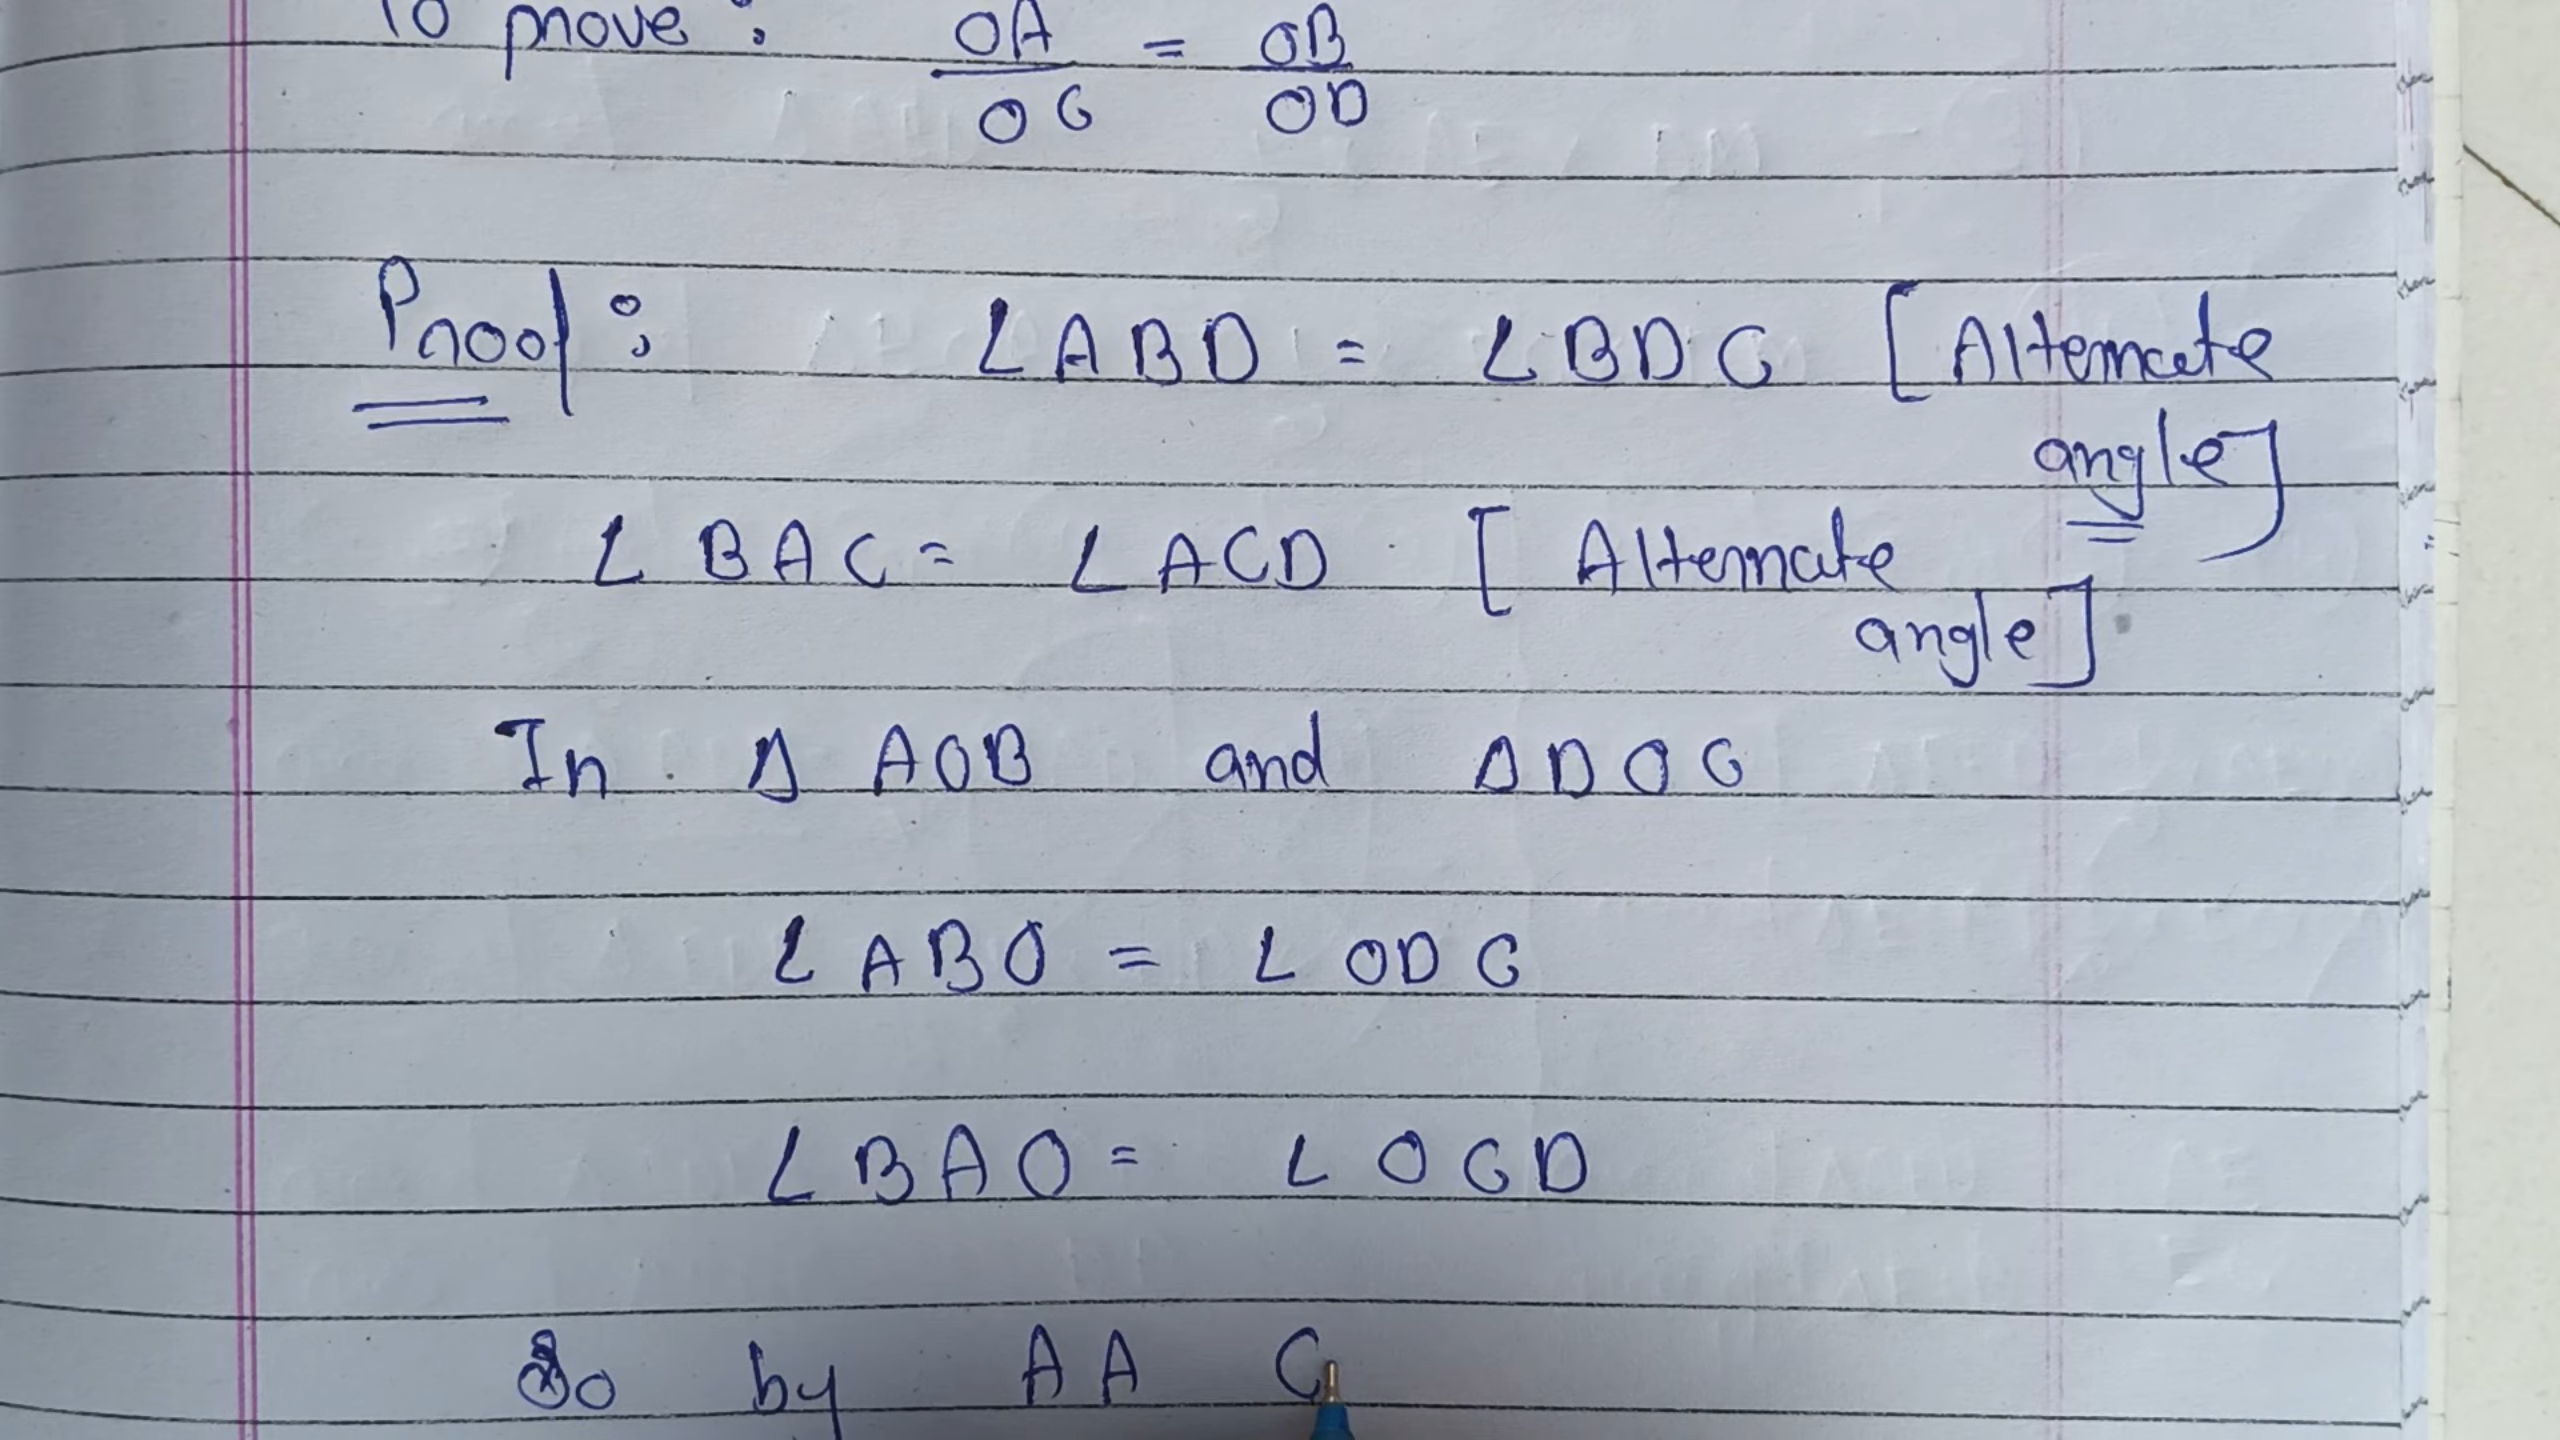 To prove : OA/OC = OB/OD
Proof : ∠ABD = ∠BDC [Alternate
angle]
∠BAC = ∠ACD [Alternate
angle]
In Δ AOB and ΔDOC
∠ABO = ∠ODC
∠BAO = ∠OCD
So by AA C